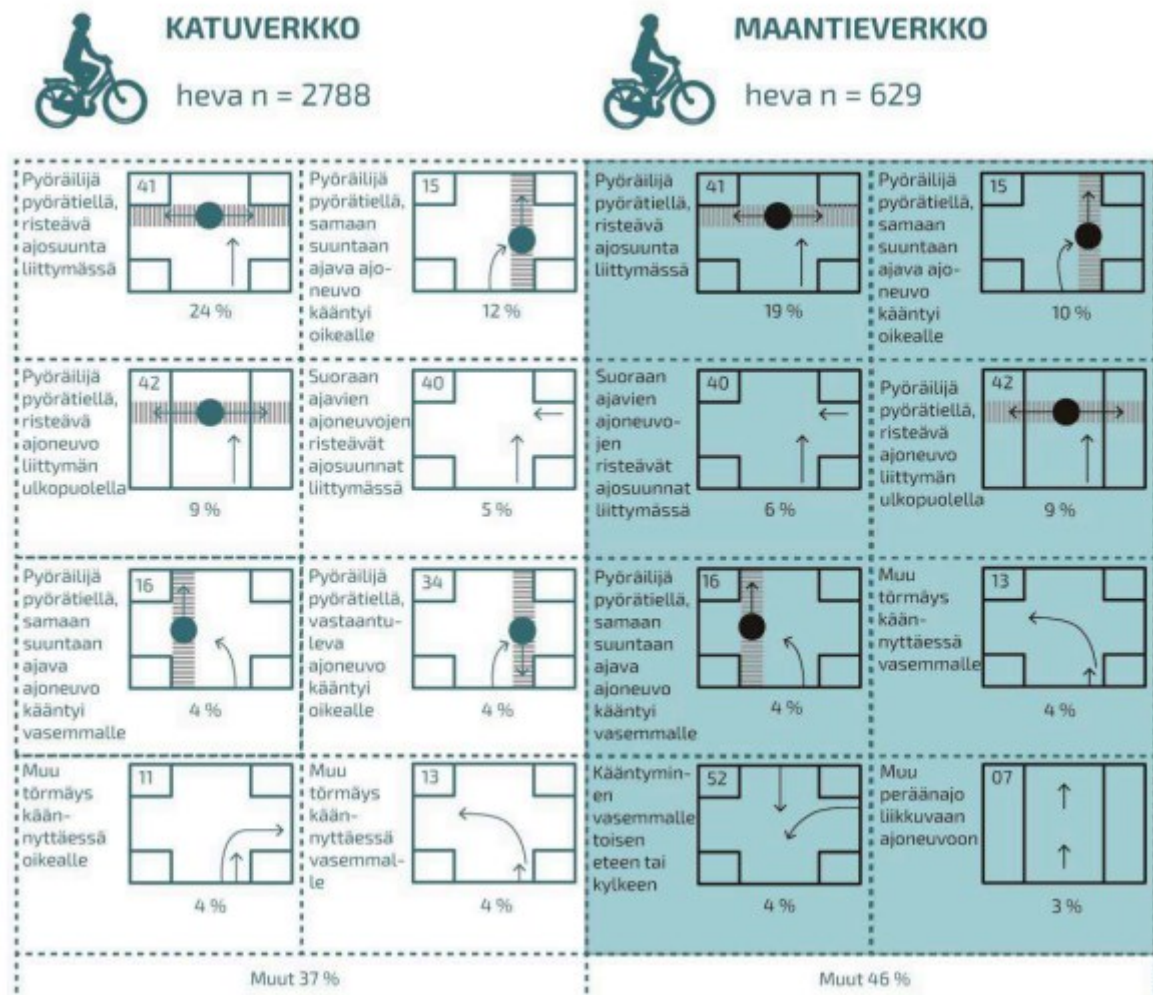 KATUVERKKO
heva n = 2788
MAANTIEVERKKO
heva n = 629
Pyöräilijä
pyörätiellä,
risteävä
ajosuunta
liittymässä
41
24 %
Pyöräilijä
pyörätiellä,
samaan
suuntaan
ajava ajo-
neuvo
kääntyi
oikealle
15
12 %
Pyöräilijä
pyörätiellä,
risteävä
ajosuunta
liittymässä
41
19 %
Pyöräilijä
pyörätiellä,
samaan
suuntaan
ajava ajo-
neuvo
kääntyi
oikealle
15
10 %
Pyöräilijä
pyörätiellä,
risteävä
ajoneuvo
liittymän
ulkopuolella
42
9 %
Suoraan
ajavien
ajoneuvojen
risteävät
ajosuunnat
liittymässä
40
5 %
Suoraan
ajavien
ajoneuvo-
jen
risteävät
ajosuunnat
liittymässä
40
6 %
Pyöräilijä
pyörätiellä,
risteävä
ajoneuvo
liittymän
ulkopuolella
42
9 %
Pyöräilijä
pyörätiellä,
samaan
suuntaan
ajava
ajoneuvo
kääntyi
vasemmalle
16
4 %
Pyöräilijä
pyörätiellä,
vastaantu-
leva
ajoneuvo
kääntyi
oikealle
34
4 %
Pyöräilijä
pyörätiellä,
samaan
suuntaan
ajava
ajoneuvo
kääntyi
vasemmalle
16
4 %
Muu
törmäys
kään-
nyttäessä
vasemmalle
13
4 %
Muu
törmäys
kään-
nyttäessä
oikealle
11
4 %
Muu
törmäys
kään-
nyttäessä
vasemmal-
le
13
4 %
Kääntymin-
en
vasemmalle
toisen
eteen tai
kylkeen
52
4 %
Muu
peräänajo
liikkuvaan
ajoneuvoon
07
3 %
Muut 37 %
Muut 46 %